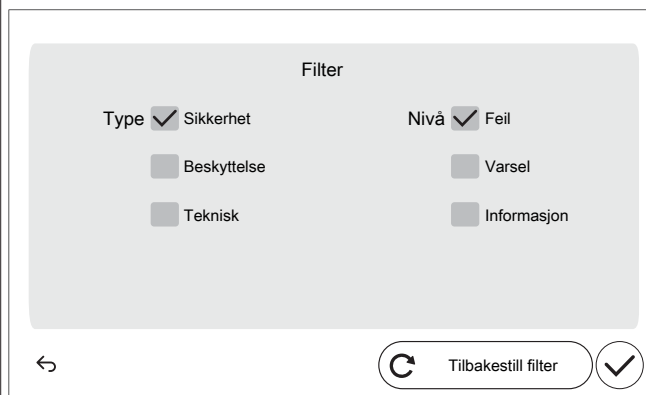 Filter
Type Sikkerhet Nivå Feil
Beskyttelse Varsel
Teknisk Informasjon
Tilbakestill filter